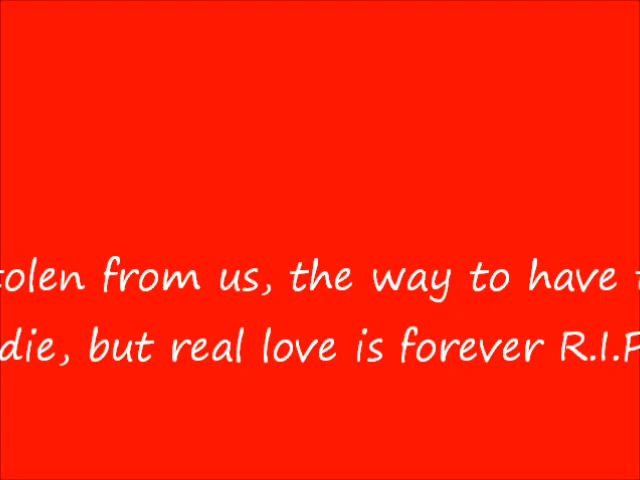 tolen from us, the way to have t
die, but real love is forever R.I.P